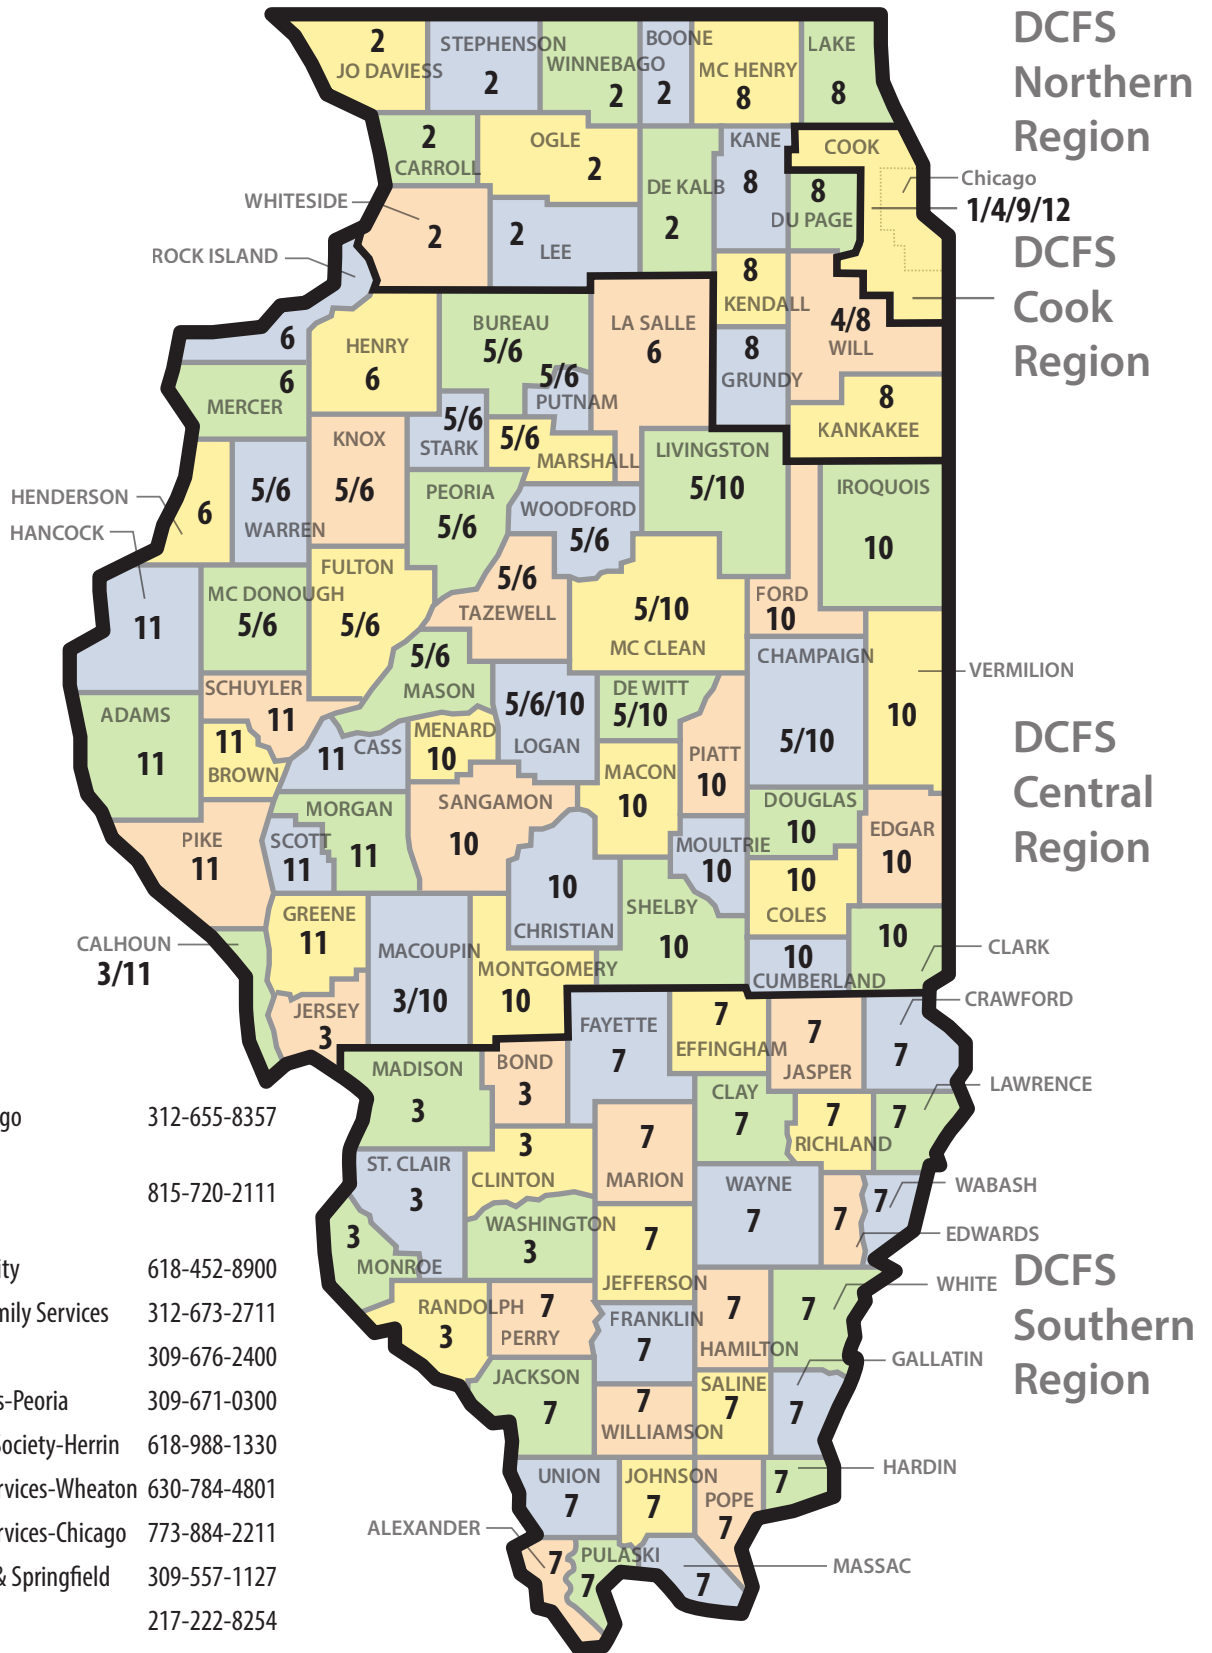 DCFS
Northern
Region
2
JO DAVIESS
STEPHENSON
2
WINNEBAGO
2
BOONE
2
MC HENRY
8
LAKE
8
2
CARROLL
OGLE
2
DE KALB
2
KANE
8
COOK
8
DU PAGE
Chicago
1/4/9/12
WHITESIDE
2
2
LEE
ROCK ISLAND
6
DCFS
Cook
Region
8
KENDALL
4/8
WILL
8
GRUNDY
8
KANKAKEE
HENRY
6
BUREAU
5/6
5/6
PUTNAM
LA SALLE
6
6
MERCER
5/6
STARK
5/6
MARSHALL
KNOX
5/6
LIVINGSTON
5/10
IROQUOIS
10
HENDERSON
6
5/6
WARREN
PEORIA
5/6
WOODFORD
5/6
HANCOCK
11
MC DONOUGH
5/6
FULTON
5/6
5/6
TAZEWELL
5/10
MC CLEAN
FORD
10
CHAMPAIGN
5/10
VERMILION
10
5/6
MASON
5/6/10
LOGAN
DE WITT
5/10
ADAMS
11
SCHUYLER
11
11
BROWN
11
CASS
MENARD
10
MACON
10
PIATT
10
DCFS
Central
Region
PIKE
11
SCOTT
11
MORGAN
11
SANGAMON
10
10
CHRISTIAN
MOULTRIE
10
DOUGLAS
10
EDGAR
10
10
COLES
SHELBY
10
10
CUMBERLAND
10
CLARK
CALHOUN
3/11
GREENE
11
JERSEY
3
MACOUPIN
3/10
MONTGOMERY
10
FAYETTE
7
7
EFFINGHAM
7
JASPER
CRAWFORD
7
MADISON
3
BOND
3
CLAY
7
7
RICHLAND
LAWRENCE
7
3
CLINTON
7
MARION
ST. CLAIR
3
WAYNE
7
7
EDWARDS
7
WABASH
3
MONROE
WASHINGTON
3
7
JEFFERSON
DCFS
Southern
Region
RANDOLPH
3
7
PERRY
FRANKLIN
7
7
HAMILTON
7
WHITE
JACKSON
7
7
WILLIAMSON
SALINE
7
7
GALLATIN
UNION
7
JOHNSON
7
POPE
7
7
HARDIN
ALEXANDER
7
PULASKI
7
7
MASSAC
go 312-655-8357
815-720-2111
ity 618-452-8900
mily Services 312-673-2711
309-676-2400
s-Peoria 309-671-0300
Society-Herrin 618-988-1330
rvices-Wheaton 630-784-4801
rvices-Chicago 773-884-2211
& Springfield 309-557-1127
217-222-8254